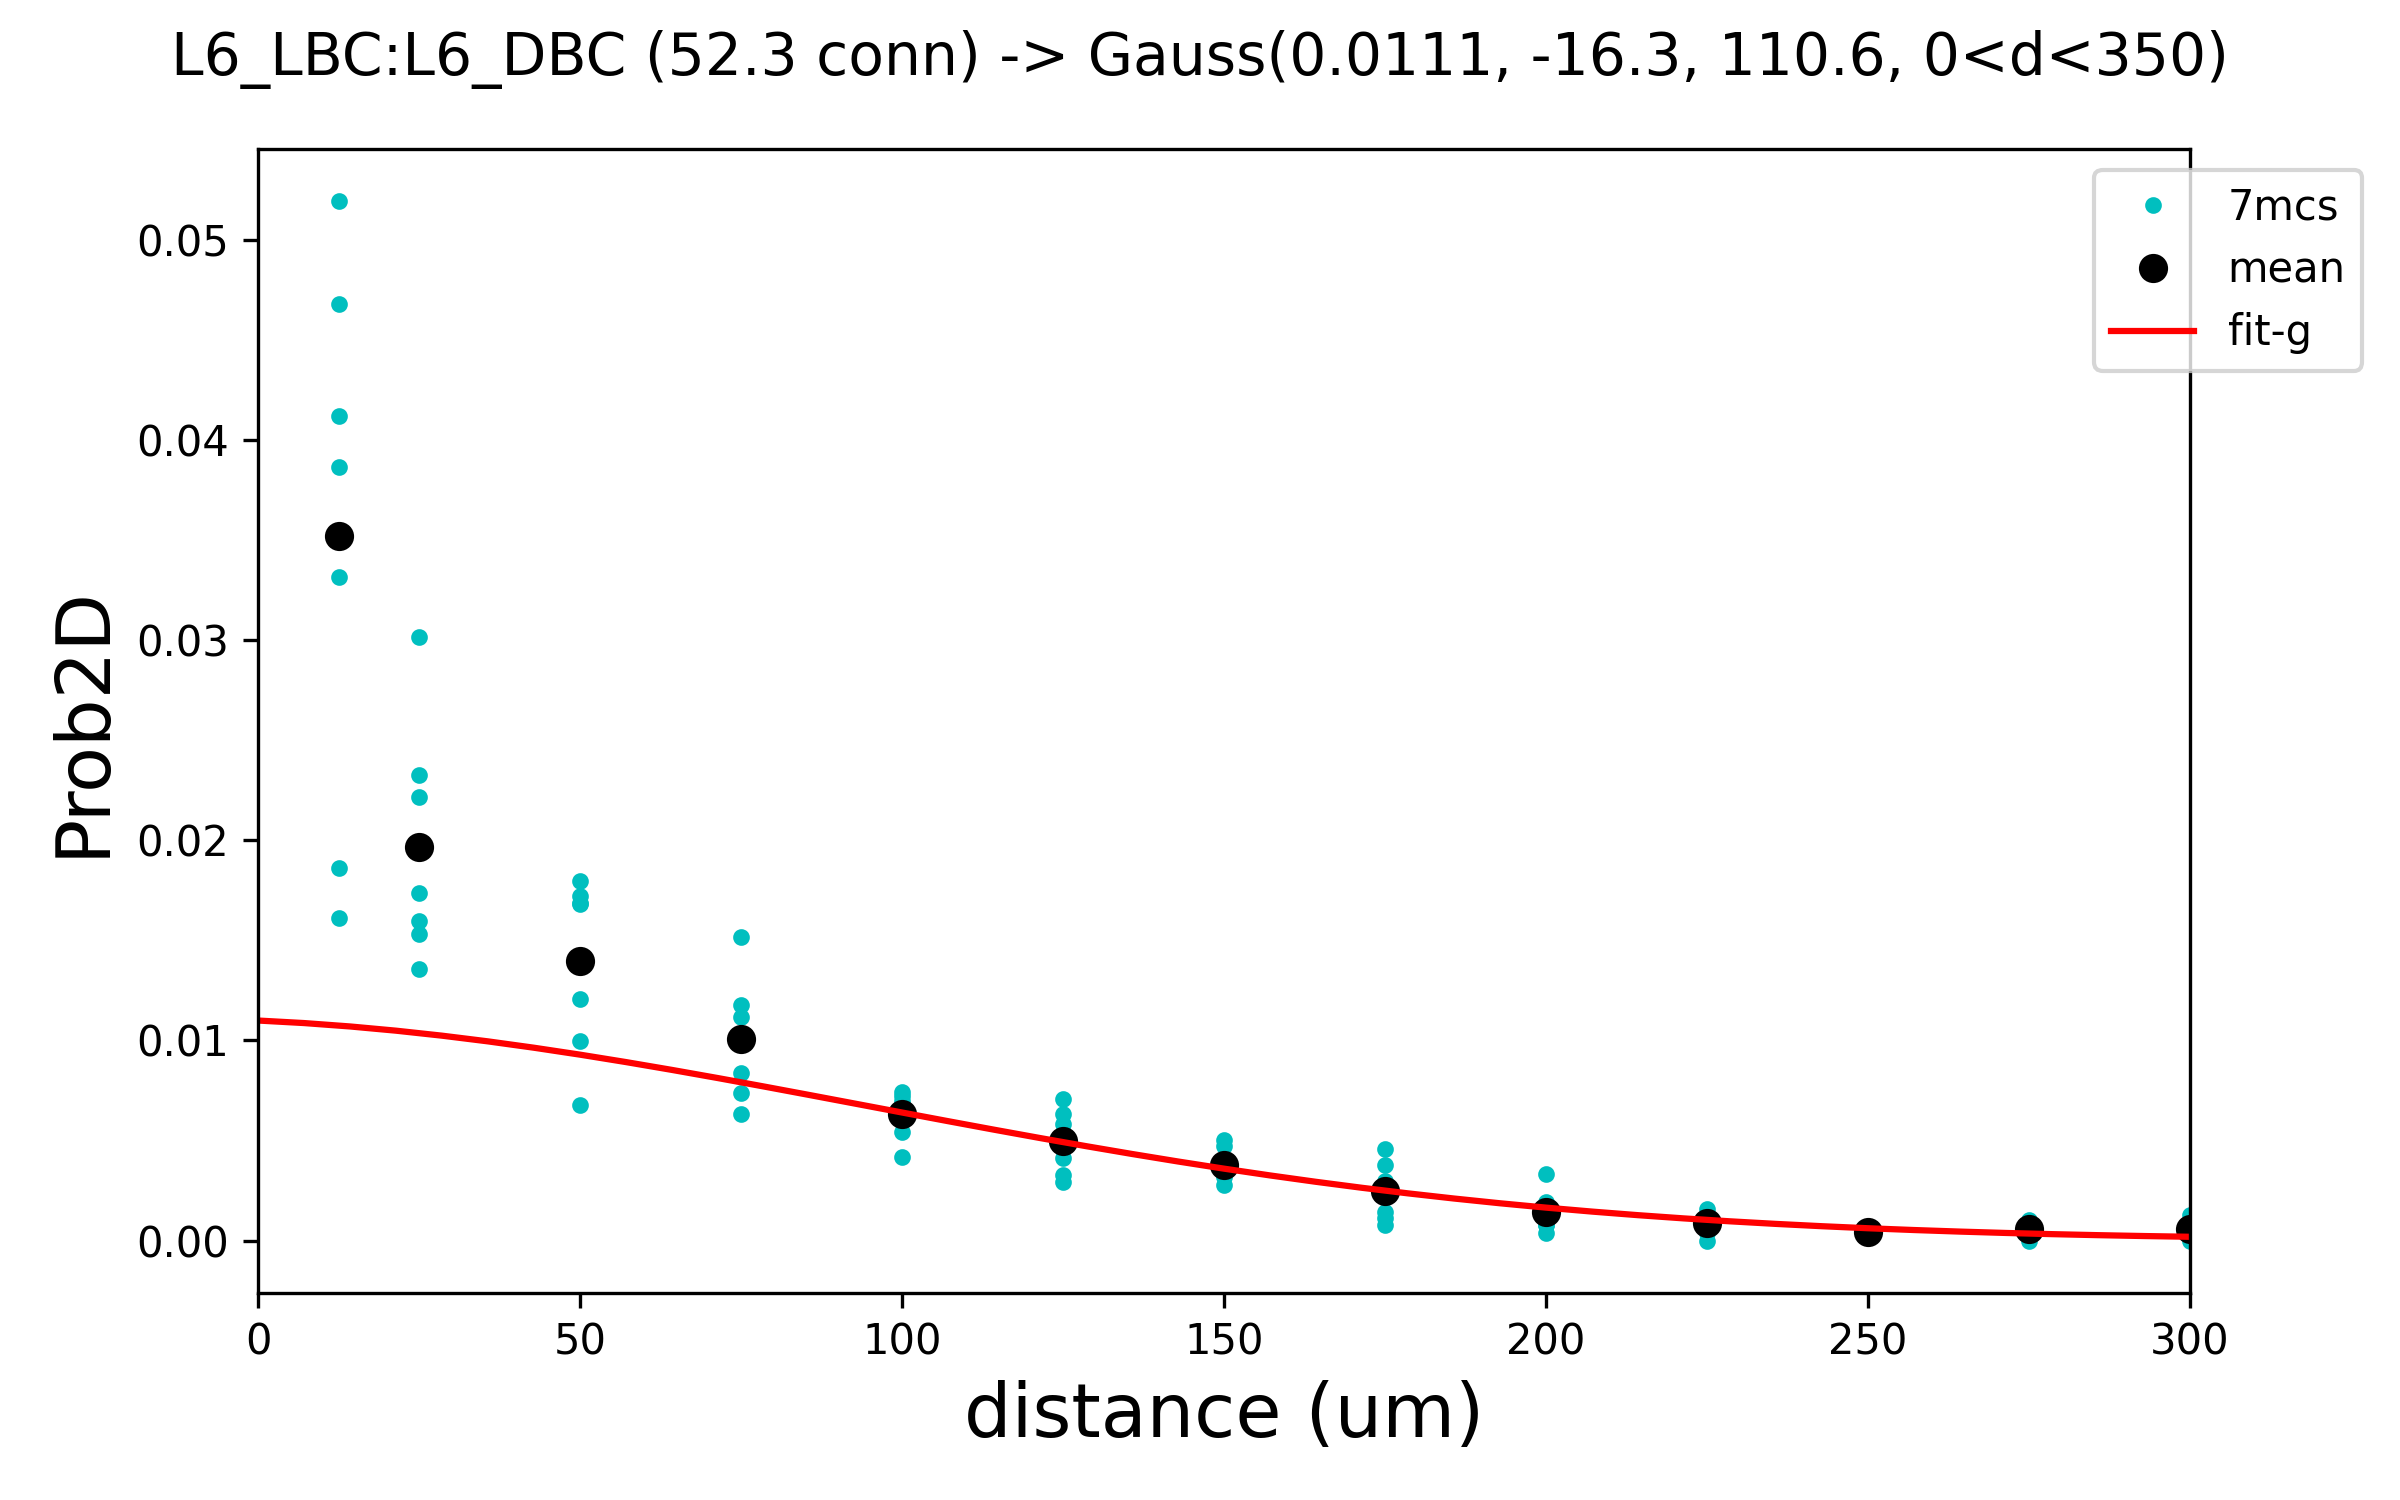 L6_LBC:L6_DBC (52.3 conn) -> Gauss(0.0111, -16.3, 110.6, 0<d<350)
7mcs
mean
fit-g
Prob2D
0.05
0.04
0.03
0.02
0.01
0.00
0 50 100 150 200 250 300
distance (um)